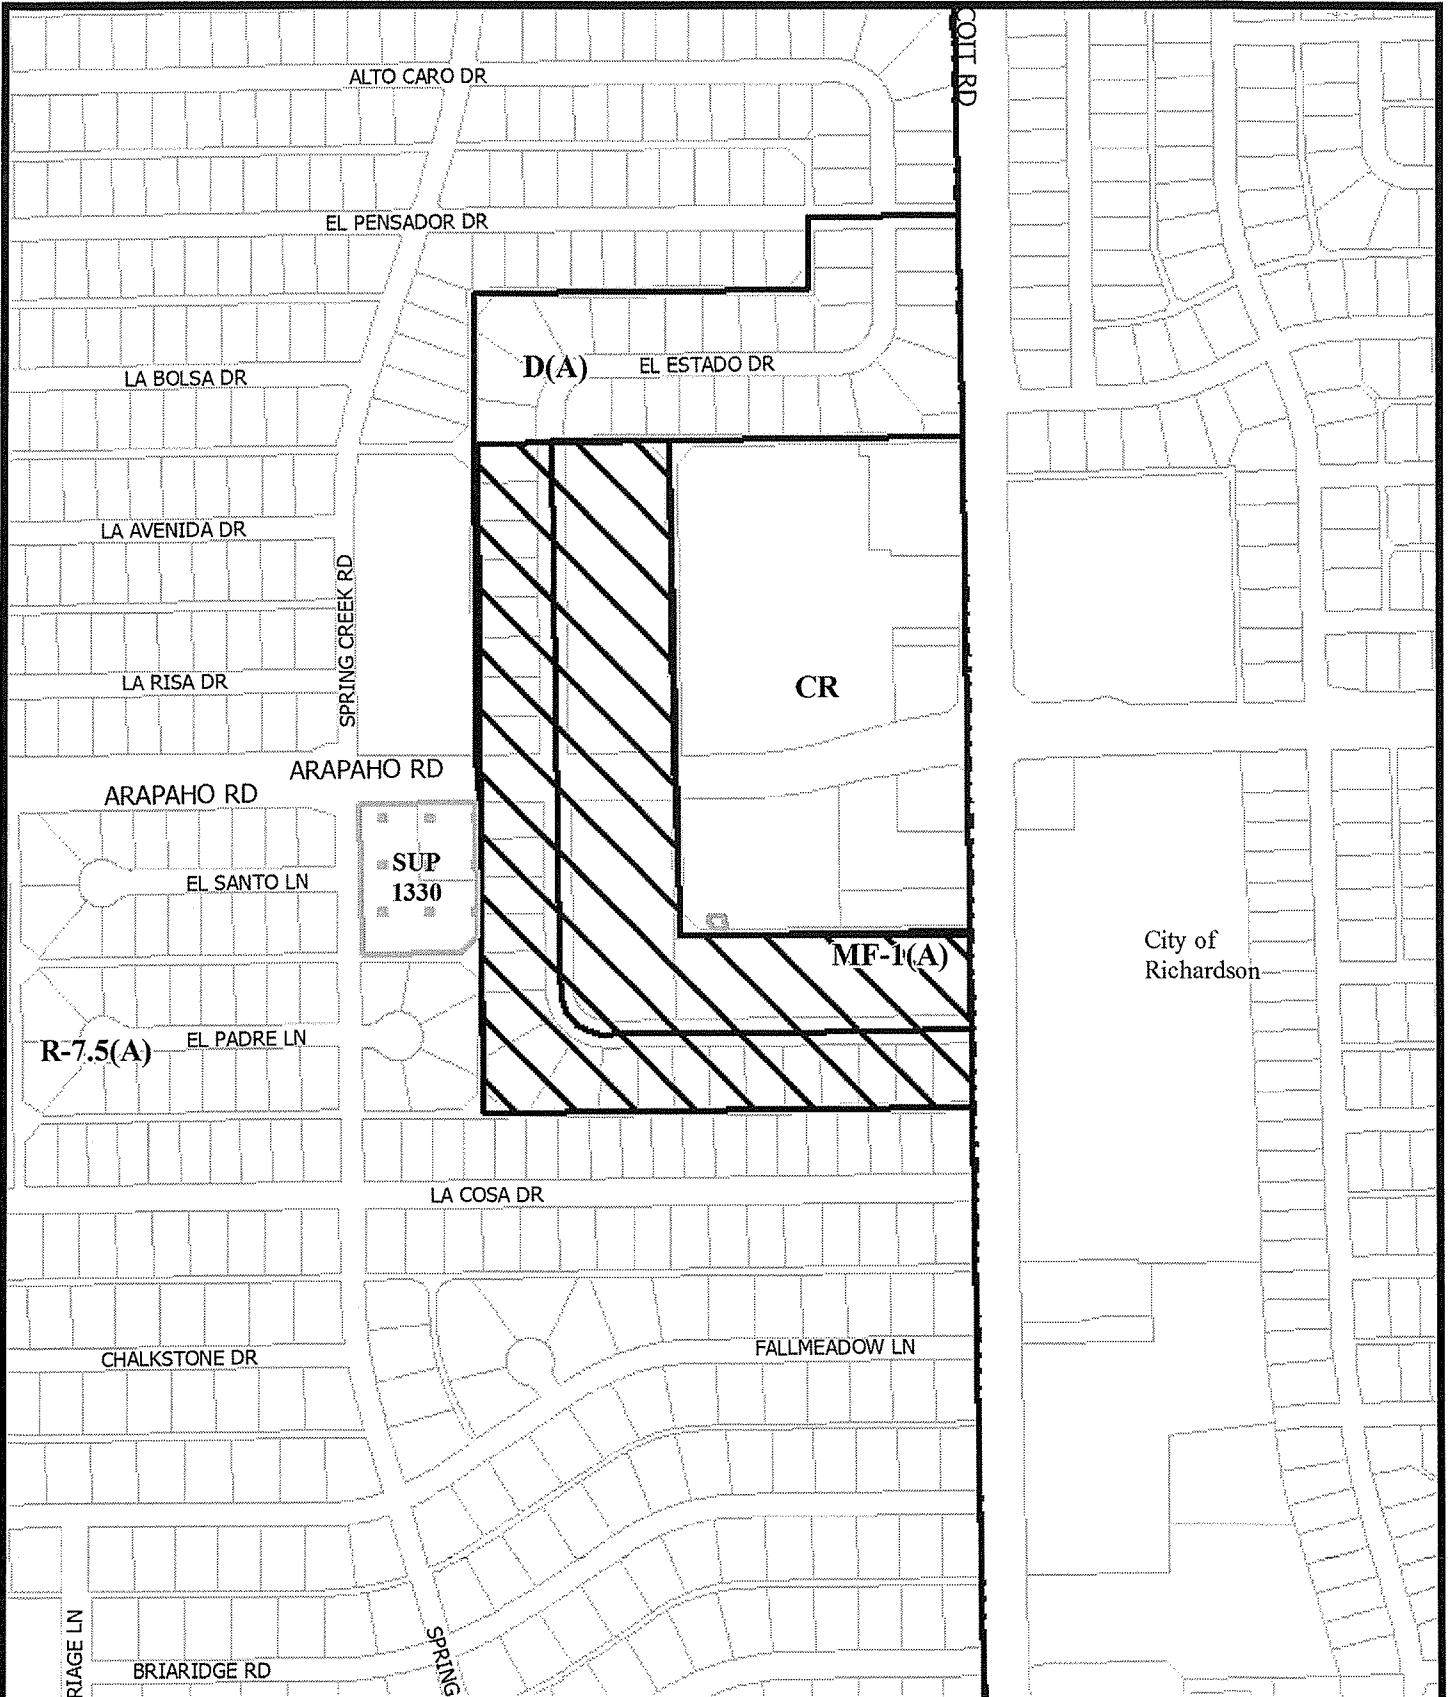 COIT RD
ALTO CARO DR
EL PENSADOR DR
D(A)
EL ESTADO DR
LA BOLSA DR
LA AVENIDA DR
SPRING CREEK RD
LA RISA DR
CR
ARAPAHO RD
ARAPAHO RD
SUP
1330
EL SANTO LN
MF-1(A)
City of
Richardson
R-7.5(A)
EL PADRE LN
LA COSA DR
CHALKSTONE DR
FALLMEADOW LN
RIAGE LN
SPRING
BRIARIDGE RD